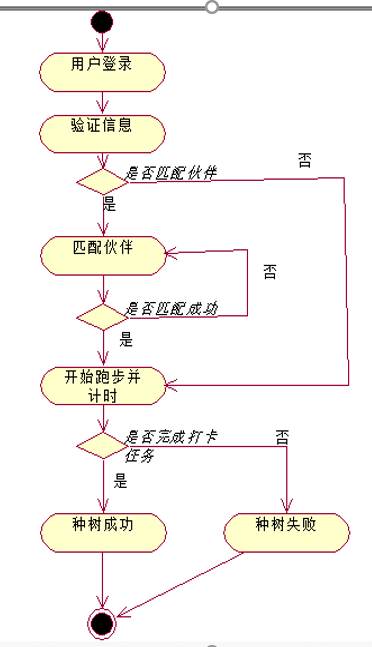 用户登录
验证信息
是否匹配伙伴
否
是
匹配伙伴
否
是否匹配成功
是
开始跑步并
计时
是否完成打卡
任务
否
是
种树成功
种树失败